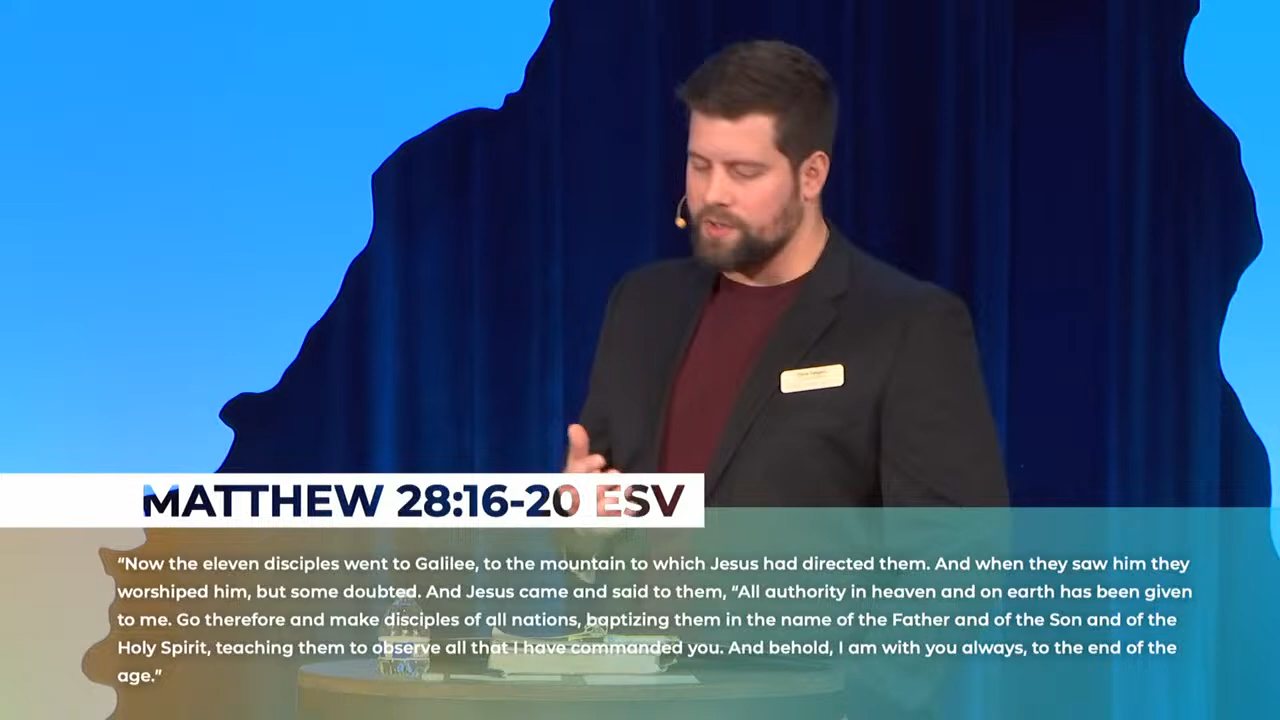 MATTHEW 28:16-20 ESV
“Now the eleven disciples went to Galilee, to the mountain to which Jesus had directed them. And when they saw him they
worshiped him, but some doubted. And Jesus came and said to them, “All authority in heaven and on earth has been given
to me. Go therefore and make disciples of all nations, baptizing them in the name of the Father and of the Son and of the
Holy Spirit, teaching them to observe all that I have commanded you. And behold, I am with you always, to the end of the
age.”